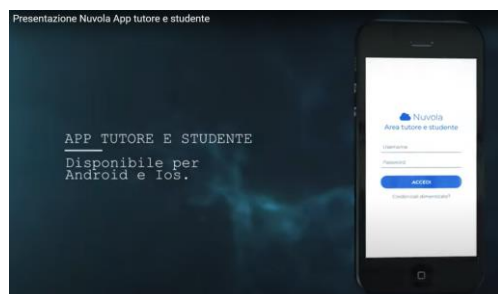 Presentazione Nuvola App tutore e studente
APP TUTORE E STUDENTE
Disponibile per
Android e Ios.
Nuvola
Area tutore e studente
Username
Password
ACCEDI
Credenziali dimenticate?